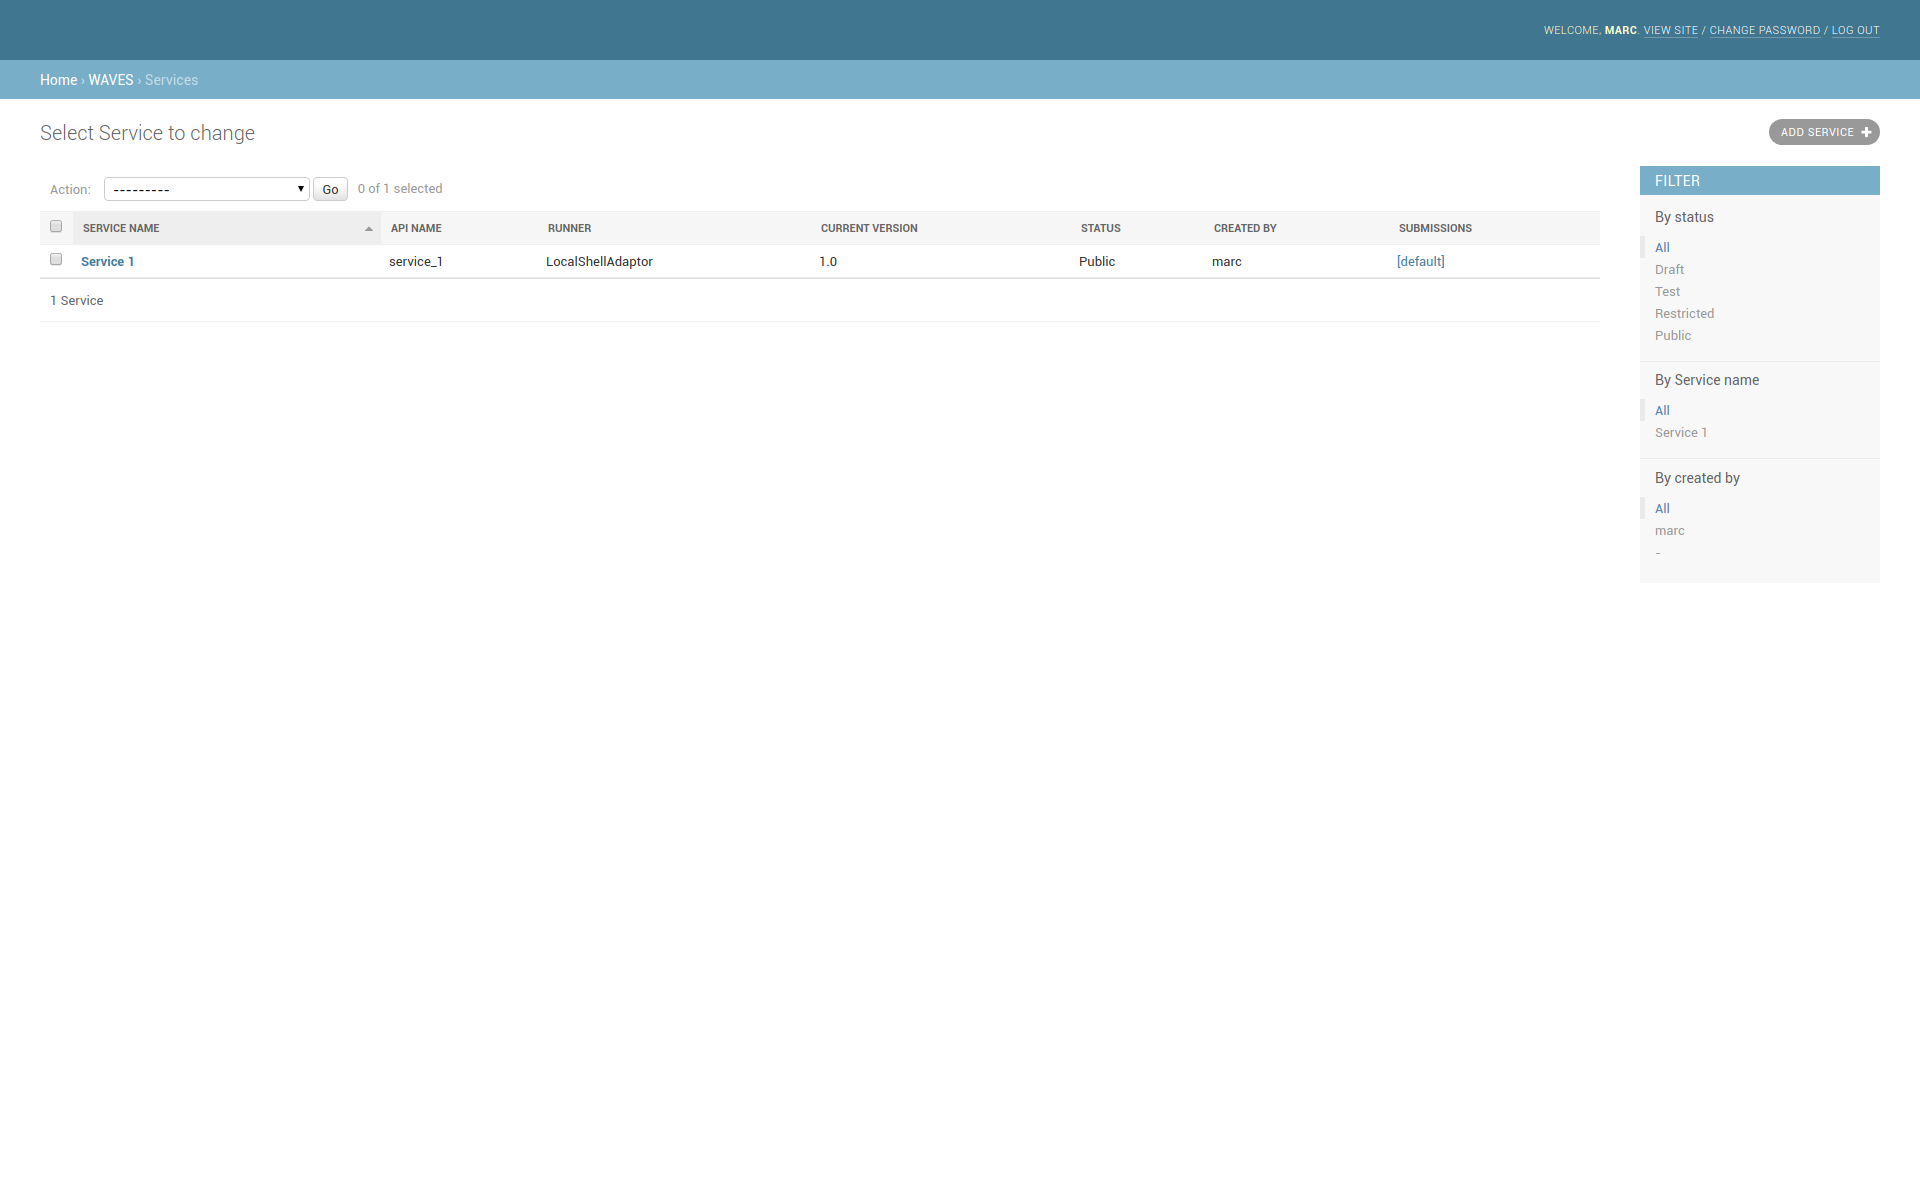 WELCOME, MARC. VIEW SITE / CHANGE PASSWORD / LOG OUT
Home › WAVES › Services
Select Service to change
ADD SERVICE
Action: --------- Go 0 of 1 selected
SERVICE NAME API NAME RUNNER CURRENT VERSION STATUS CREATED BY SUBMISSIONS
Service 1 service_1 LocalShellAdaptor 1.0 Public marc [default]
1 Service
FILTER
By status
All
Draft
Test
Restricted
Public
By Service name
All
Service 1
By created by
All
marc
-